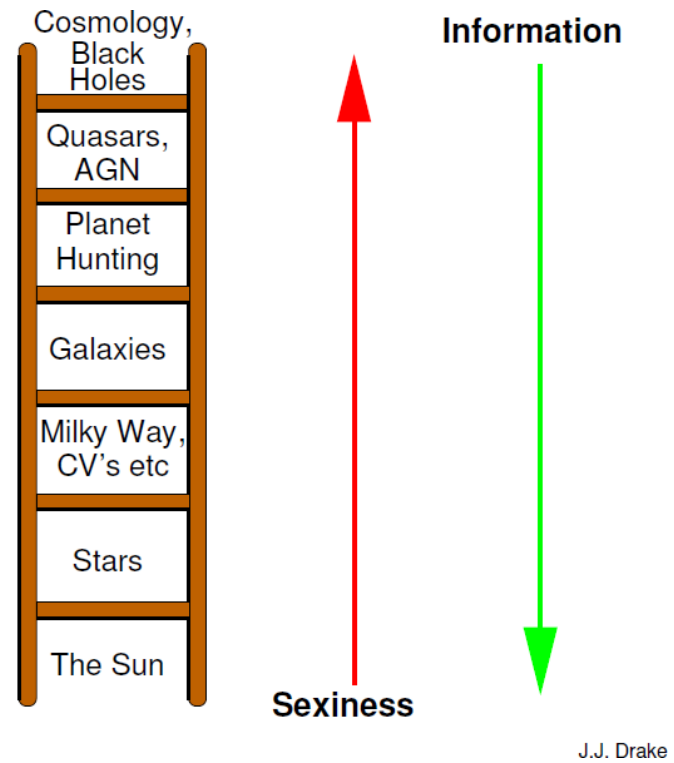 Cosmology,
Black
Holes
Quasars,
AGN
Planet
Hunting
Galaxies
Milky Way,
CV's etc
Stars
The Sun
Information
Sexiness
J.J. Drake